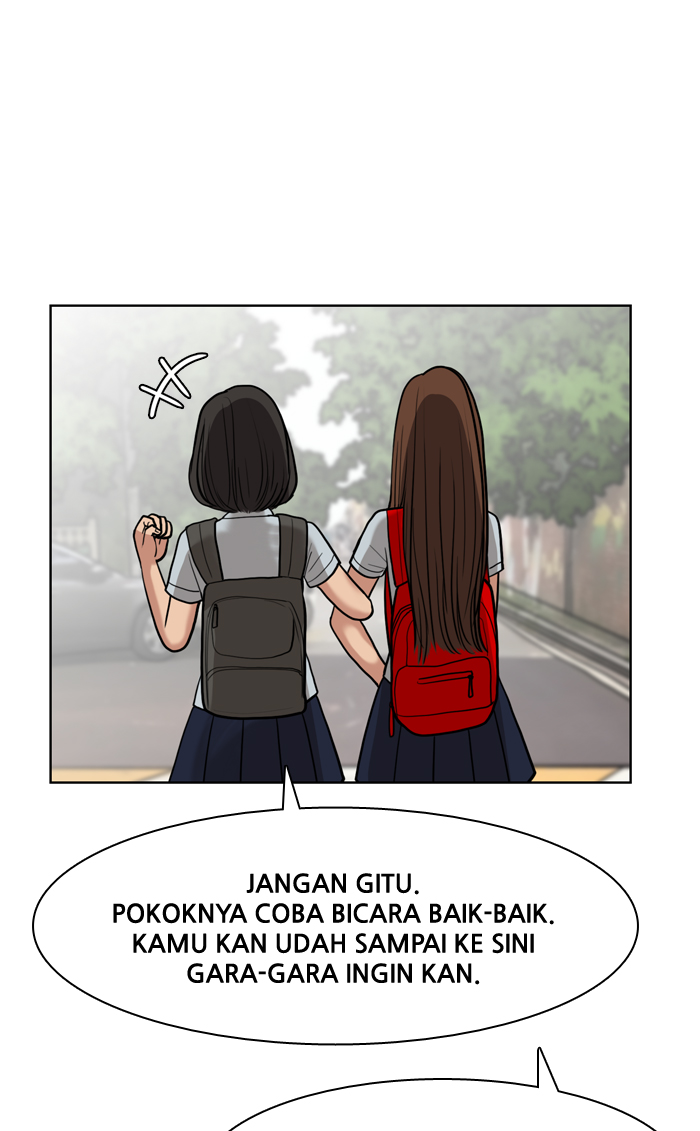 JANGAN GITU.
POKOKNYA COBA BICARA BAIK-BAIK.
KAMU KAN UDAH SAMPAI KE SINI
GARA-GARA INGIN KAN.